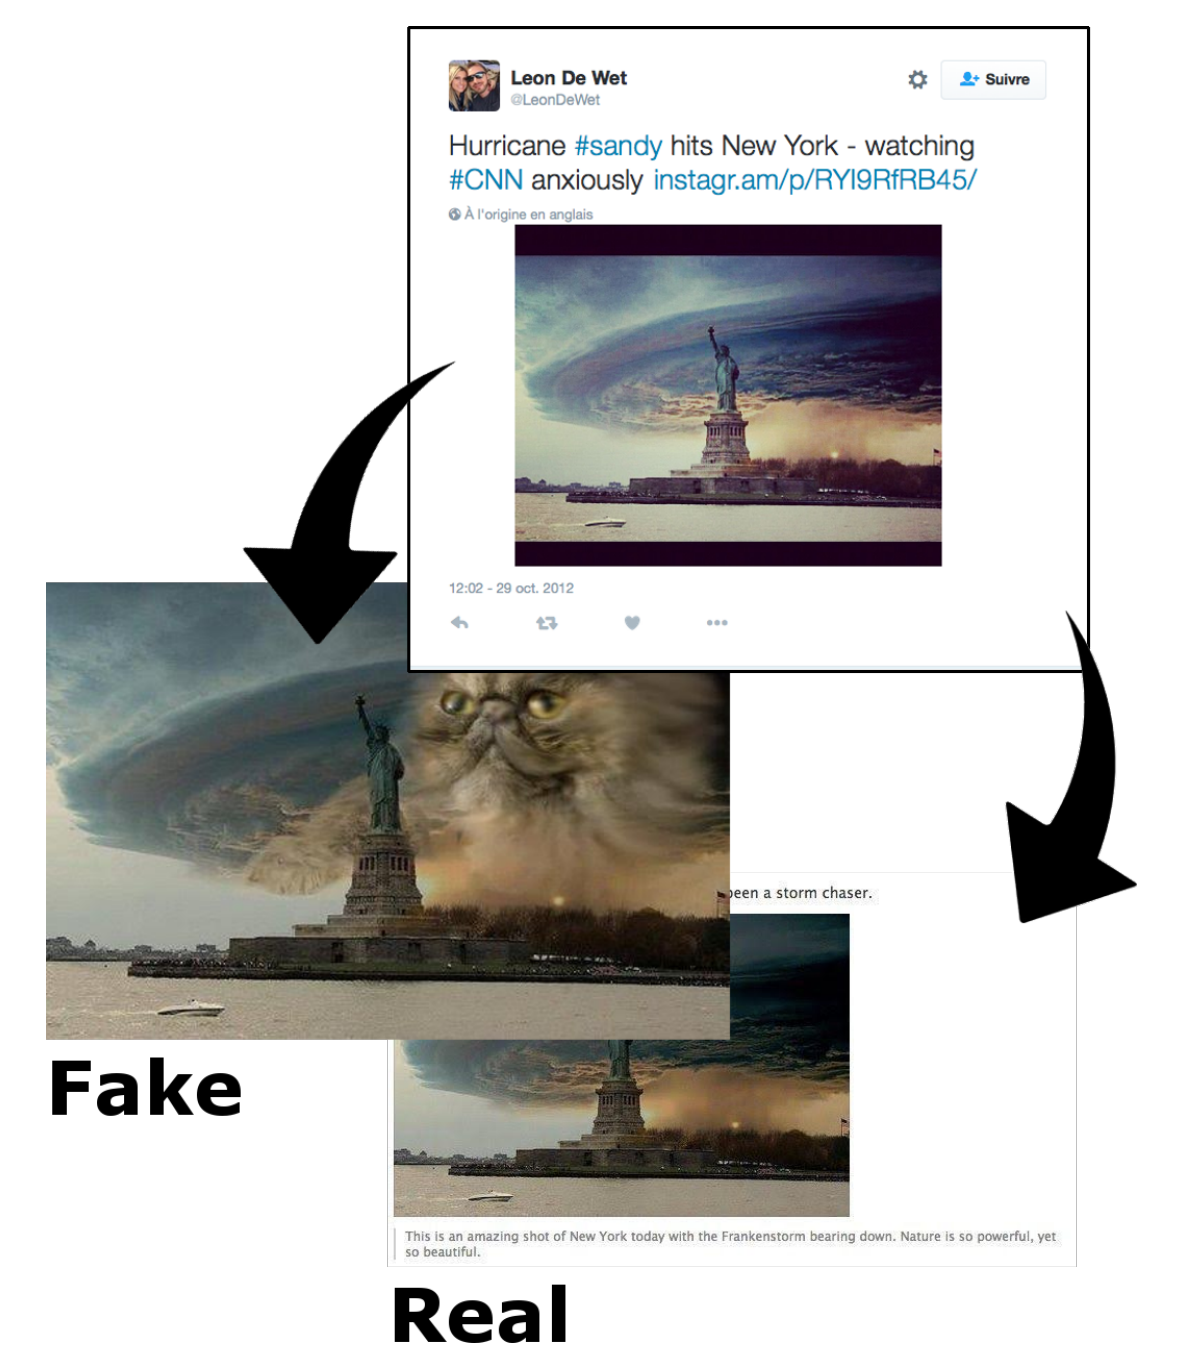 Leon De Wet
@LeonDeWet
Suivre
Hurricane #sandy hits New York - watching
#CNN anxiously instagr.am/p/RYI9RfRB45/
À l'origine en anglais
12:02 - 29 oct. 2012
been a storm chaser.
Fake
This is an amazing shot of New York today with the Frankenstorm bearing down. Nature is so powerful, yet
so beautiful.
Real